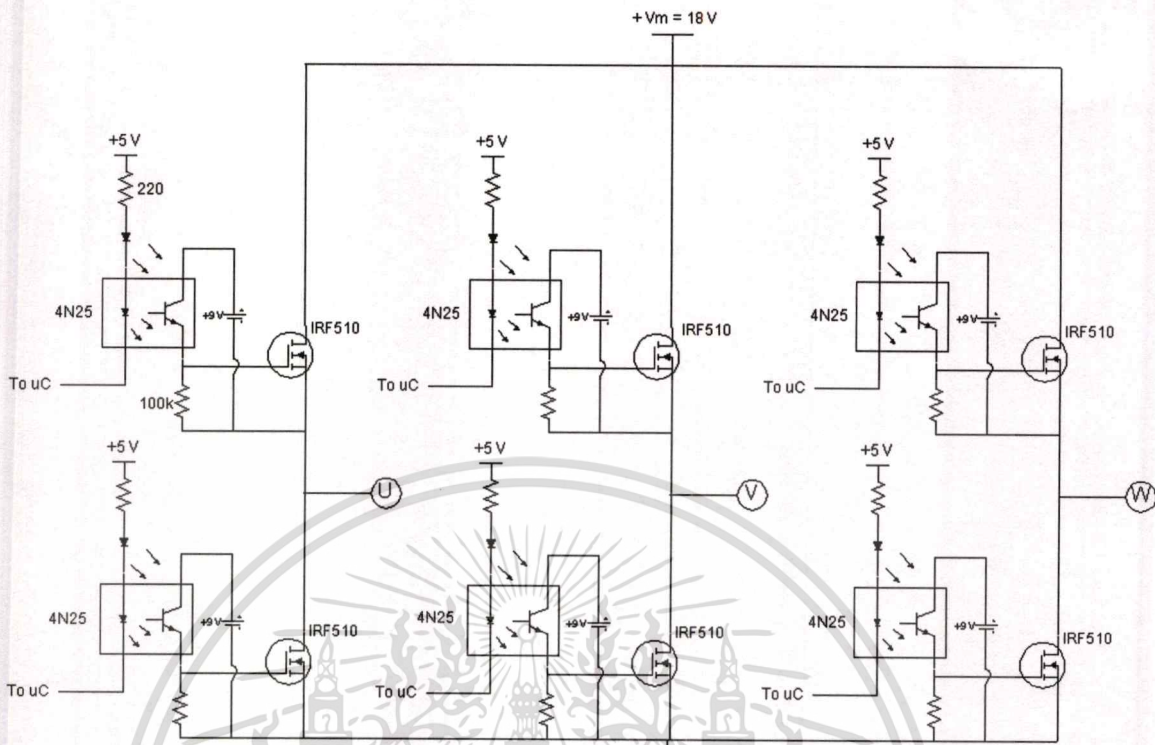 +Vm = 18 V
+5 V
+5 V
+5 V
220
4N25
+9V
IRF510
4N25
+9V
IRF510
4N25
+9V
IRF510
To uC
100k
To uC
To uC
+5 V
+5 V
+5 V
U
V
W
4N25
+9V
IRF510
4N25
+9V
IRF510
4N25
+9V
IRF510
To uC
To uC
To uC